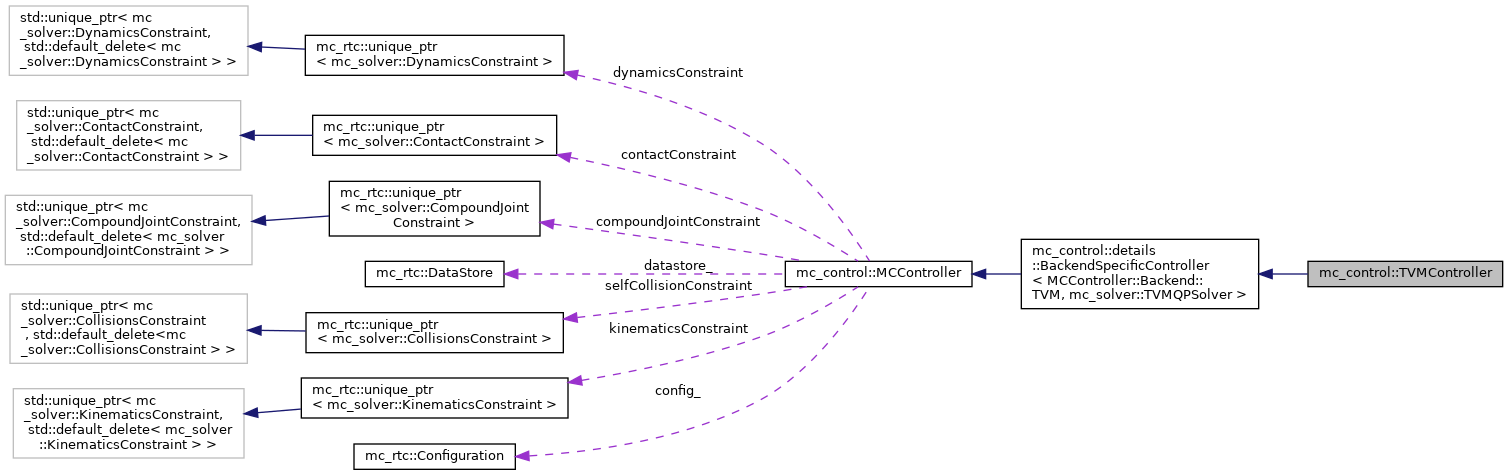 std::unique_ptr< mc
_solver::DynamicsConstraint,
std::default_delete< mc
_solver::DynamicsConstraint > >
mc_rtc::unique_ptr
< mc_solver::DynamicsConstraint >
dynamicsConstraint
std::unique_ptr< mc
_solver::ContactConstraint,
std::default_delete< mc
_solver::ContactConstraint > >
mc_rtc::unique_ptr
< mc_solver::ContactConstraint >
contactConstraint
std::unique_ptr< mc
_solver::CompoundJointConstraint,
std::default_delete< mc_solver
::CompoundJointConstraint > >
mc_rtc::unique_ptr
< mc_solver::CompoundJoint
Constraint >
compoundJointConstraint
mc_rtc::DataStore
datastore_
selfCollisionConstraint
std::unique_ptr< mc
_solver::CollisionsConstraint
, std::default_delete<mc
_solver::CollisionsConstraint > >
mc_rtc::unique_ptr
< mc_solver::CollisionsConstraint >
kinematicsConstraint
std::unique_ptr< mc
_solver::KinematicsConstraint,
std::default_delete< mc_solver
::KinematicsConstraint > >
mc_rtc::unique_ptr
< mc_solver::KinematicsConstraint >
config_
mc_rtc::Configuration
mc_control::MCController
mc_control::details
::BackendSpecificController
< MCController::Backend::
TVM, mc_solver::TVMQPSolver >
mc_control::TVMController